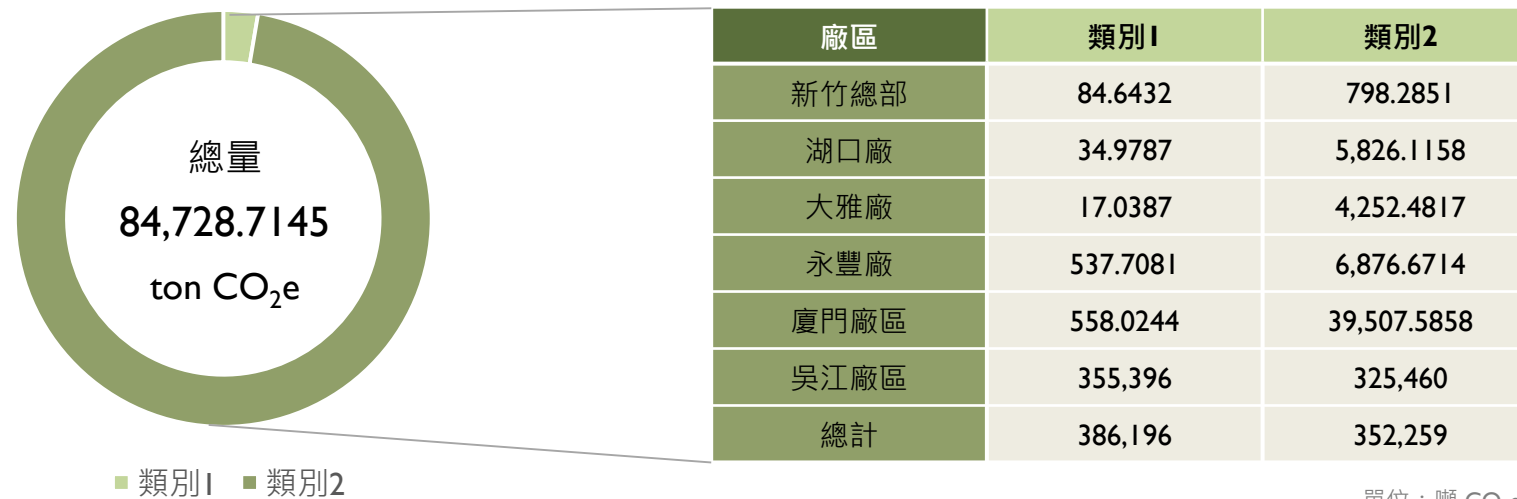 總量
84,728.7145
ton CO₂e
類別1 類別2
廠區 類別1 類別2
新竹總部 84.6432 798.2851
湖口廠 34.9787 5,826.1158
大雅廠 17.0387 4,252.4817
永豐廠 537.7081 6,876.6714
廈門廠區 558.0244 39,507.5858
吳江廠區 355,396 325,460
總計 386,196 352,259